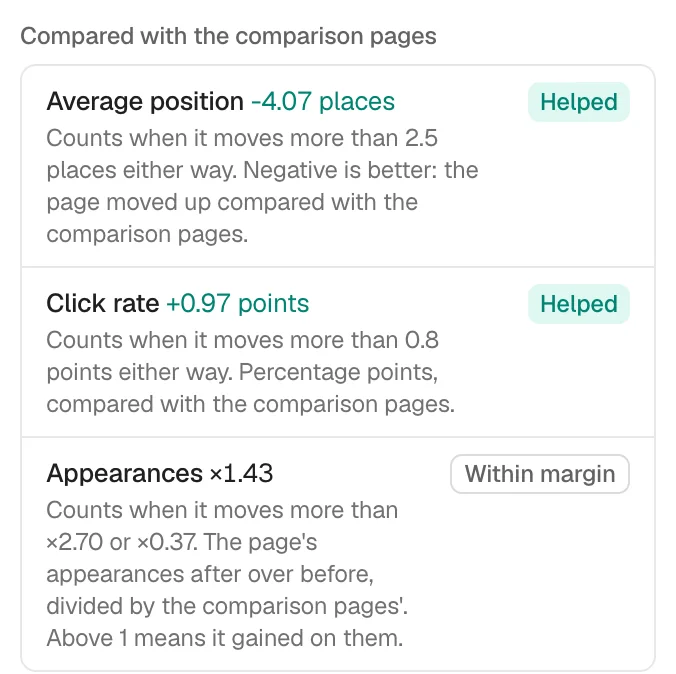 Compared with the comparison pages
Average position -4.07 places
Helped
Counts when it moves more than 2.5
places either way. Negative is better: the
page moved up compared with the
comparison pages.
Click rate +0.97 points
Helped
Counts when it moves more than 0.8
points either way. Percentage points,
compared with the comparison pages.
Appearances ×1.43
Within margin
Counts when it moves more than
×2.70 or ×0.37. The page's
appearances after over before,
divided by the comparison pages'.
Above 1 means it gained on them.